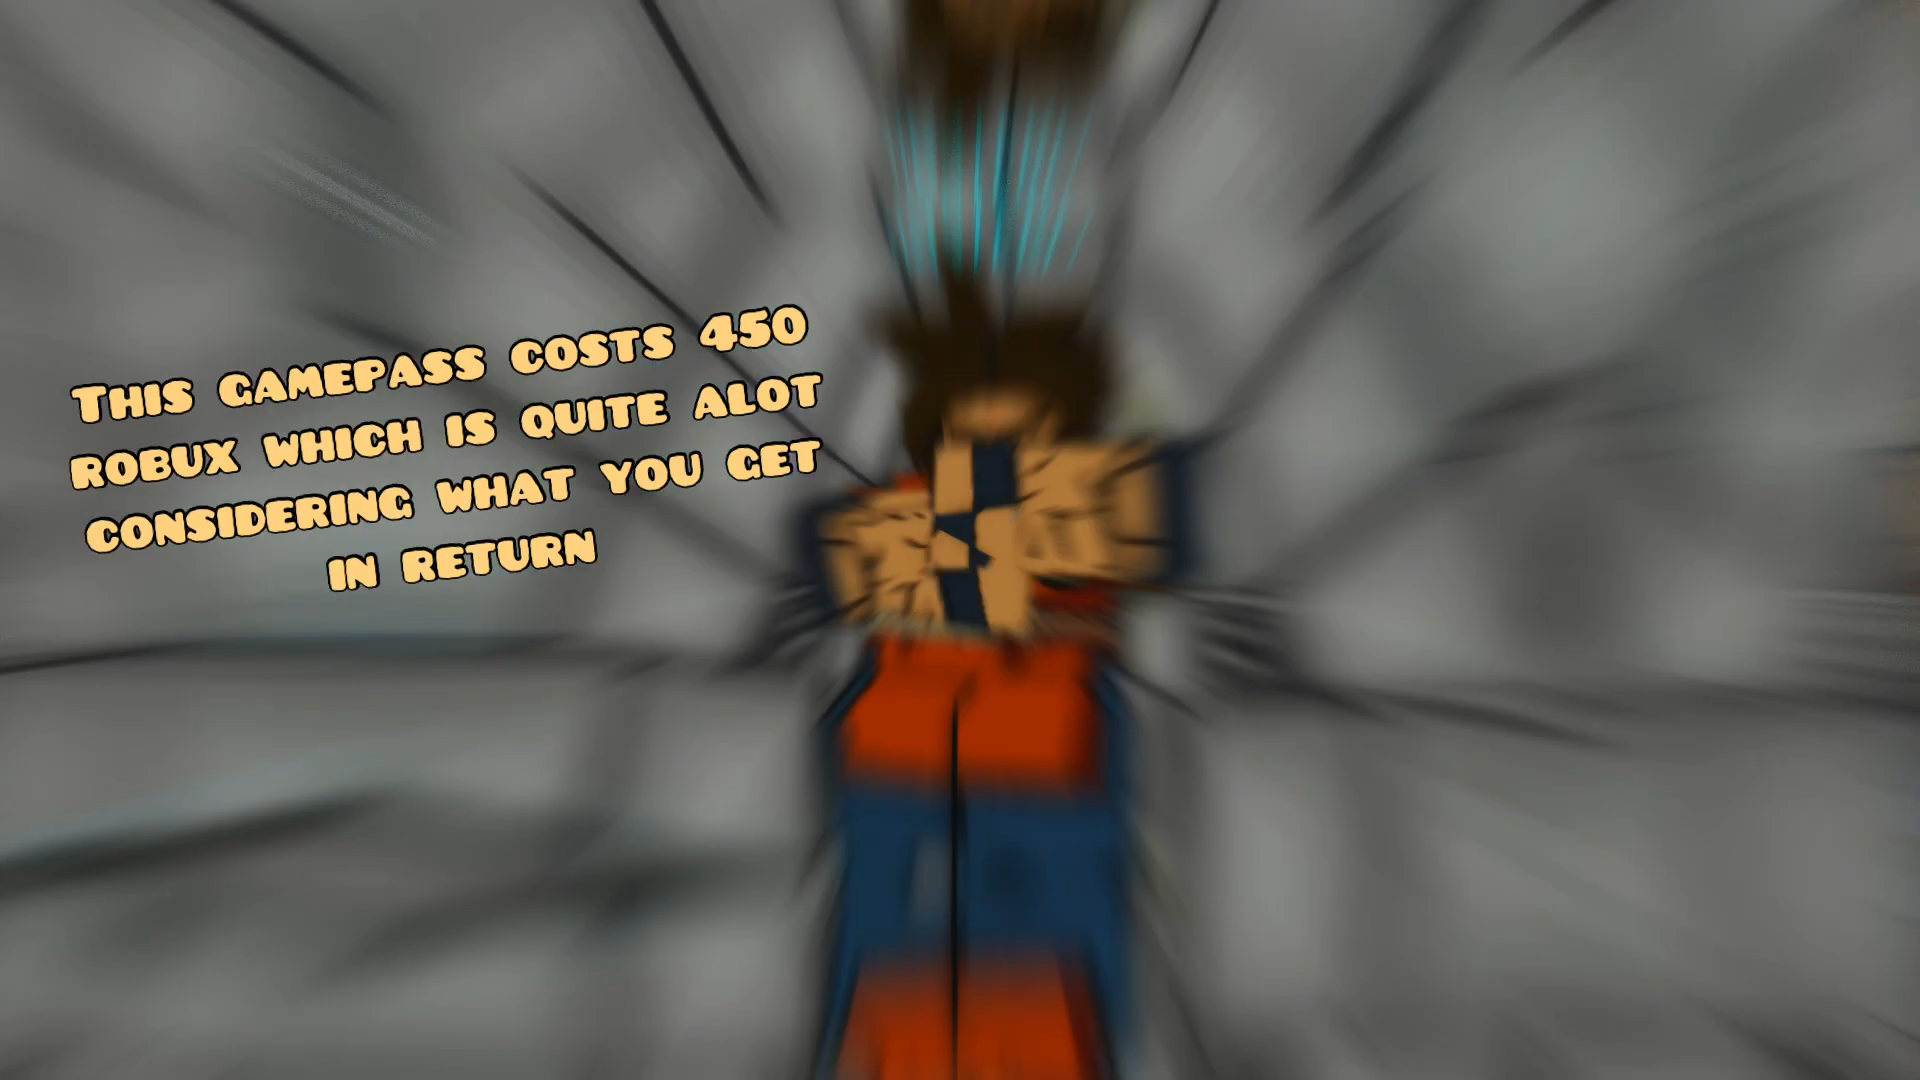 This gamepass costs 450
robux which is quite alot
considering what you get
in return